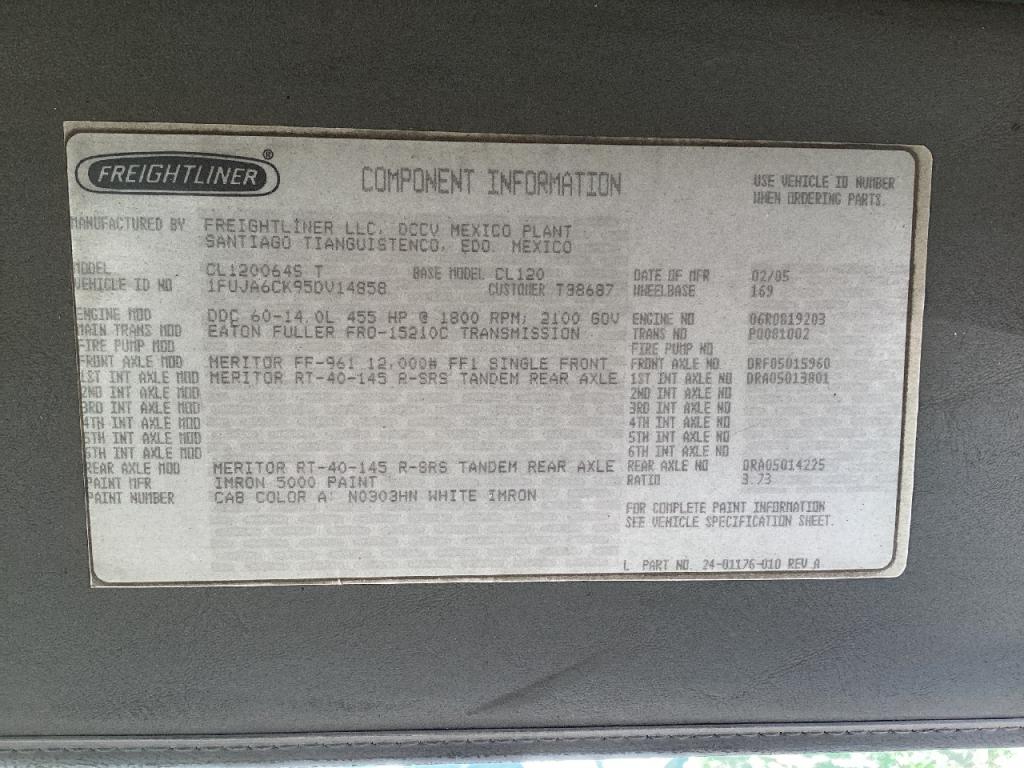 FREIGHTLINER®
COMPONENT INFORMATION
USE VEHICLE ID NUMBER
WHEN ORDERING PARTS.
MANUFACTURED BY FREIGHTLINER LLC, DCCV MEXICO PLANT
SANTIAGO TIANGUISTENCO, EDO. MEXICO
MODEL CL120064S T BASE MODEL CL120 DATE OF MFR 02/05
VEHICLE ID NO 1FUJA6CK95DV14858 CUSTOMER T38687 WHEELBASE 169
ENGINE MOD DDC 60-14.0L 455 HP @ 1800 RPM; 2100 GOV ENGINE NO 06R0819203
MAIN TRANS MOD EATON FULLER FRO-15210C TRANSMISSION TRANS NO P0081002
FIRE PUMP MOD FIRE PUMP NO
FRONT AXLE MOD MERITOR FF-961 12,000# FF1 SINGLE FRONT FRONT AXLE NO DRF05015960
1ST INT AXLE MOD MERITOR RT-40-145 R-SRS TANDEM REAR AXLE 1ST INT AXLE NO DRA05013801
2ND INT AXLE MOD 2ND INT AXLE NO
3RD INT AXLE MOD 3RD INT AXLE NO
4TH INT AXLE MOD 4TH INT AXLE NO
5TH INT AXLE MOD 5TH INT AXLE NO
6TH INT AXLE MOD 6TH INT AXLE NO
REAR AXLE MOD MERITOR RT-40-145 R-SRS TANDEM REAR AXLE REAR AXLE NO DRA05014225
PAINT MFR IMRON 5000 PAINT RATIO 3.73
PAINT NUMBER CAB COLOR A: N0303HN WHITE IMRON
FOR COMPLETE PAINT INFORMATION
SEE VEHICLE SPECIFICATION SHEET.
L PART NO. 24-01176-010 REV A